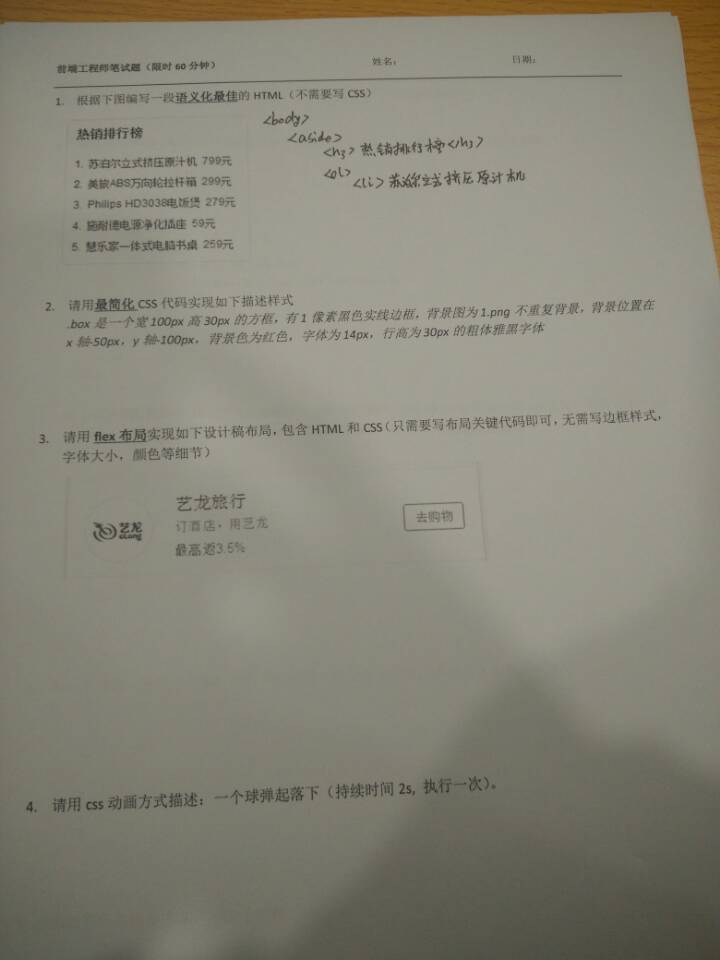 前端工程师笔试题（限时 60 分钟） 姓名： 日期：
1. 根据下图编写一段语义化最佳的 HTML（不需要写 CSS）
热销排行榜
1. 苏泊尔立式挤压原汁机 799元
2. 美旅ABS万向轮拉杆箱 299元
3. Philips HD3038电饭煲 279元
4. 施耐德电源净化插座 59元
5. 慧乐家一体式电脑书桌 259元
<body>
<aside>
<h3>热销排行榜</h3>
<ol>
<li>苏泊尔立式挤压原汁机
2. 请用最简化 CSS 代码实现如下描述样式
.box 是一个宽 100px 高 30px 的方框，有 1 像素黑色实线边框，背景图为 1.png 不重复背景，背景位置在
x 轴-50px，y 轴-100px，背景色为红色，字体为 14px，行高为 30px 的粗体雅黑字体
3. 请用 flex 布局实现如下设计稿布局，包含 HTML 和 CSS（只需要写布局关键代码即可，无需写边框样式，
字体大小，颜色等细节）
艺龙
eLong
艺龙旅行
订酒店，用艺龙
最高返3.5%
去购物
4. 请用 css 动画方式描述：一个球弹起落下（持续时间 2s, 执行一次）。